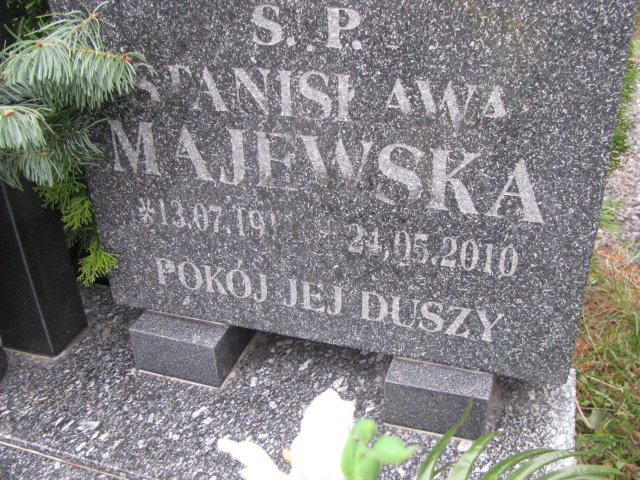 Ś. P.
STANISŁAWA
MAJEWSKA
24.05.2010
POKÓJ JEJ DUSZY